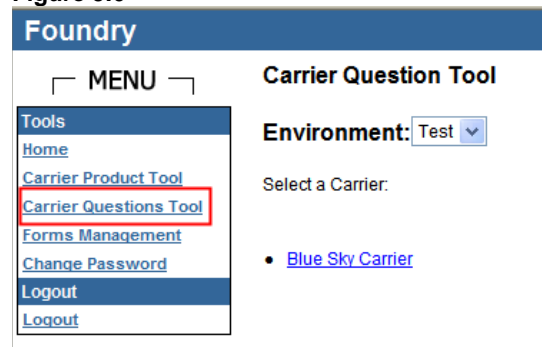 Foundry
MENU
Tools
Home
Carrier Product Tool
Carrier Questions Tool
Forms Management
Change Password
Logout
Logout
Carrier Question Tool
Environment: Test
Select a Carrier:
Blue Sky Carrier